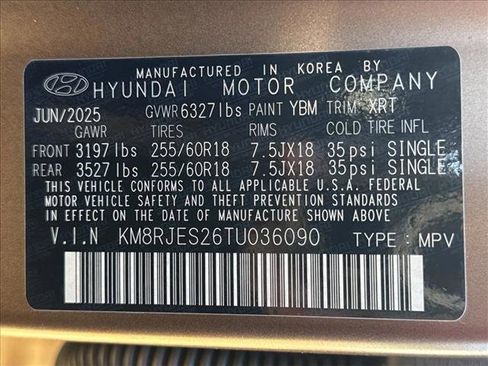 MANUFACTURED IN KOREA BY
HYUNDAI MOTOR COMPANY
JUN/2025 GVWR 6327lbs PAINT YBM TRIM XRT
GAWR TIRES RIMS COLD TIRE INFL
FRONT 3197lbs 255/60R18 7.5JX18 35psi SINGLE
REAR 3527lbs 255/60R18 7.5JX18 35psi SINGLE
THIS VEHICLE CONFORMS TO ALL APPLICABLE U.S.A. FEDERAL
MOTOR VEHICLE SAFETY AND THEFT PREVENTION STANDARDS
IN EFFECT ON THE DATE OF MANUFACTURE SHOWN ABOVE.
V.I.N KM8RJES26TU036090 TYPE : MPV